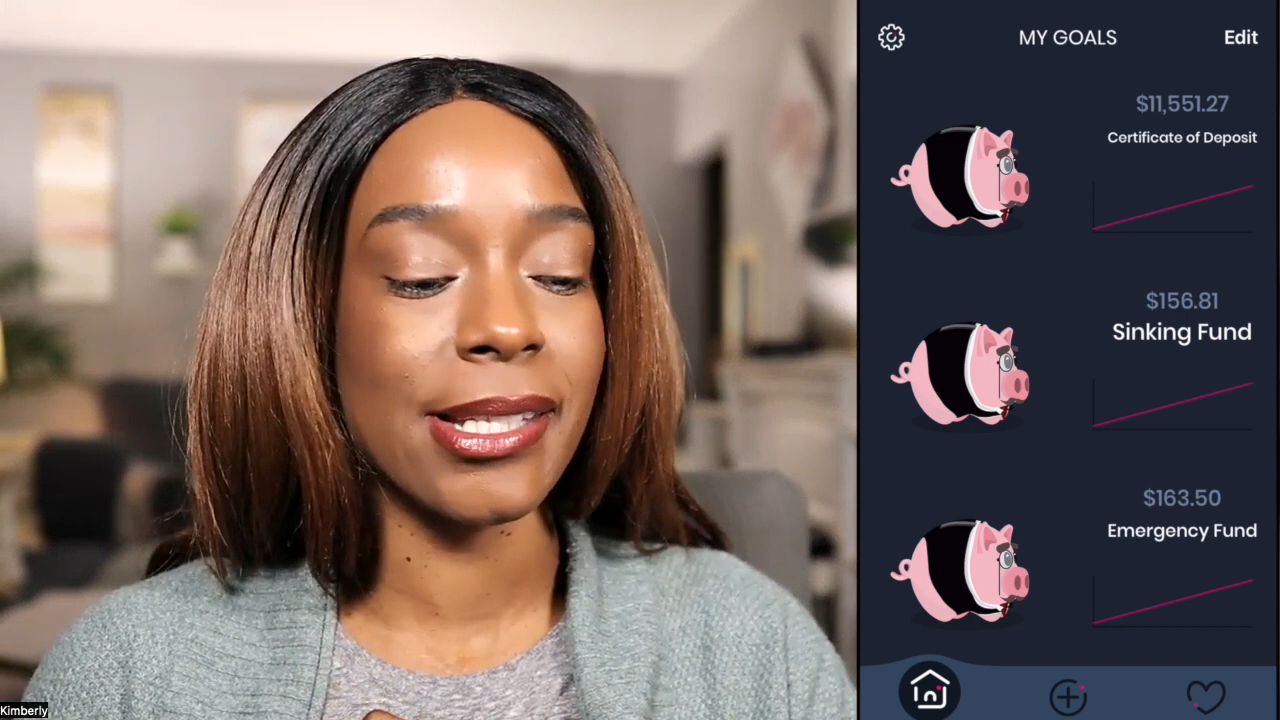 MY GOALS
Edit
$11,551.27
Certificate of Deposit
$156.81
Sinking Fund
$163.50
Emergency Fund
Kimberly